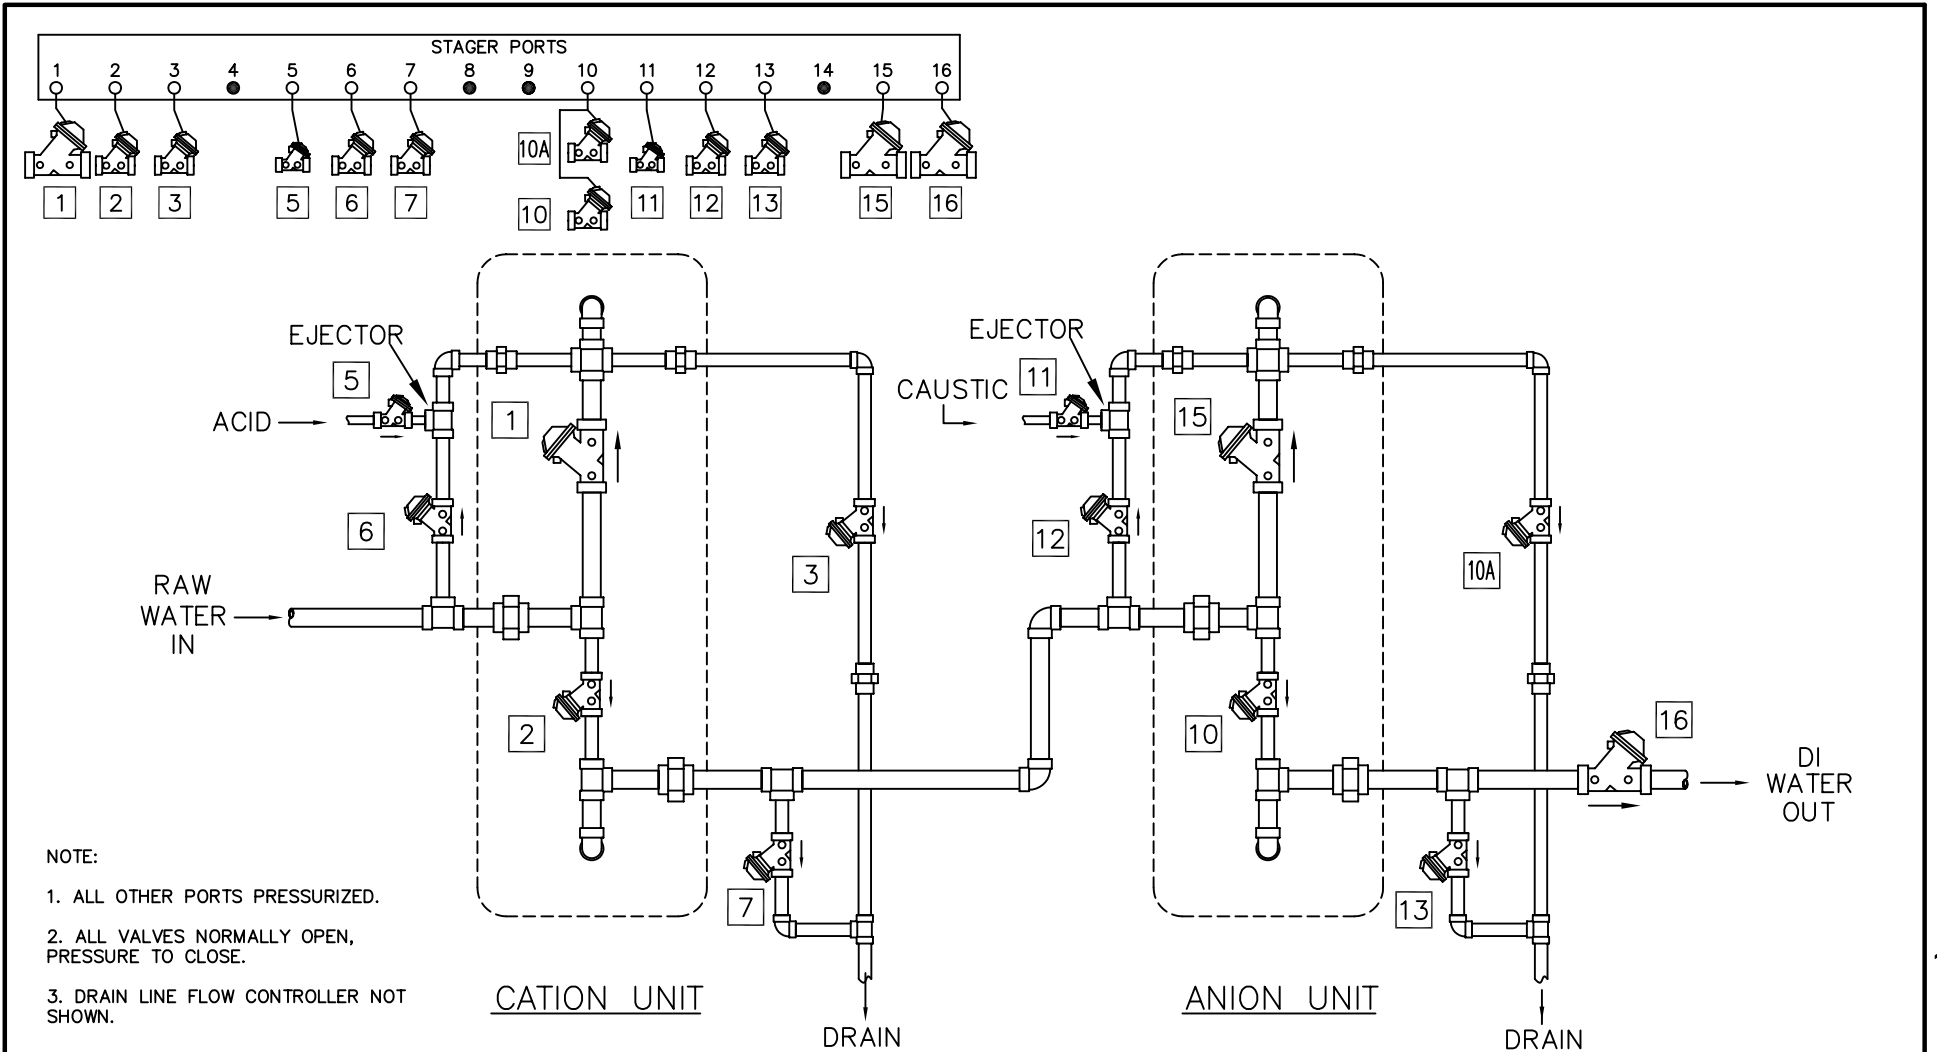 STAGER PORTS
1 2 3 4 5 6 7 8 9 10 11 12 13 14 15 16
10A
1 2 3 5 6 7 10 11 12 13 15 16
EJECTOR
5
ACID
1
6
3
RAW
WATER
IN
2
7
CATION UNIT
DRAIN
EJECTOR
11
CAUSTIC
15
12
10A
10
16
DI
WATER
OUT
13
ANION UNIT
DRAIN
NOTE:
1. ALL OTHER PORTS PRESSURIZED.
2. ALL VALVES NORMALLY OPEN,
PRESSURE TO CLOSE.
3. DRAIN LINE FLOW CONTROLLER NOT
SHOWN.